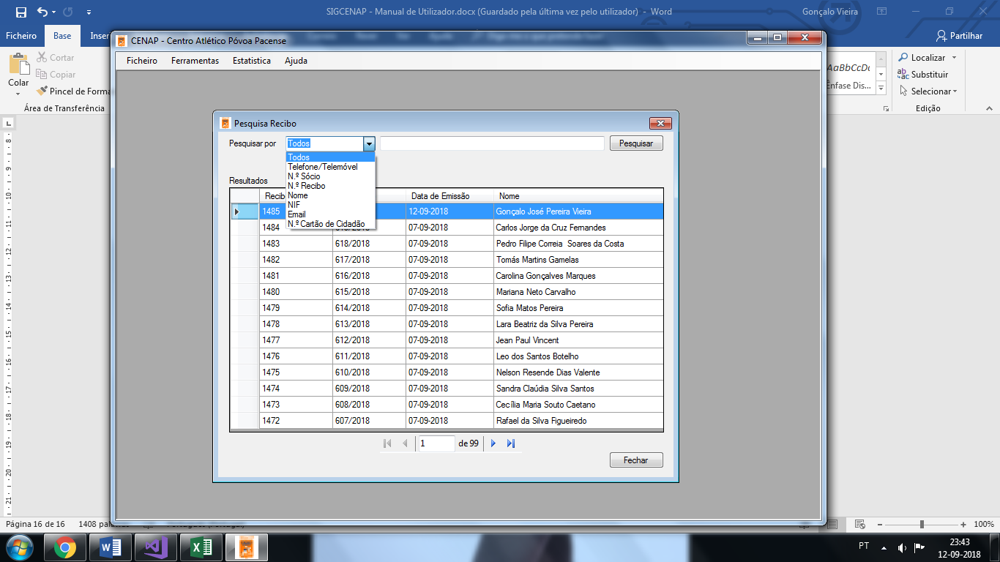 SIGCENAP - Manual de Utilizador.docx (Guardado pela última vez pelo utilizador) - Word
Gonçalo Vieira
Ficheiro
Base
Inser
Partilhar
CENAP - Centro Atlético Póvoa Pacense
Ficheiro Ferramentas Estatistica Ajuda
Cortar
Copiar
Colar
Pincel de Forma
Área de Transferência
AaBbCcDc
Ênfase Dis...
Localizar
Substituir
Selecionar
Edição
Pesquisa Recibo
Pesquisar por
Todos
Pesquisar
Todos
Telefone/Telemóvel
N.º Sócio
N.º Recibo
Nome
NIF
Email
N.º Cartão de Cidadão
Resultados
Recib Data de Emissão Nome
1485 12-09-2018 Gonçalo José Pereira Vieira
1484 07-09-2018 Carlos Jorge da Cruz Fernandes
1483 618/2018 07-09-2018 Pedro Filipe Correia Soares da Costa
1482 617/2018 07-09-2018 Tomás Martins Gamelas
1481 616/2018 07-09-2018 Carolina Gonçalves Marques
1480 615/2018 07-09-2018 Mariana Neto Carvalho
1479 614/2018 07-09-2018 Sofia Matos Pereira
1478 613/2018 07-09-2018 Lara Beatriz da Silva Pereira
1477 612/2018 07-09-2018 Jean Paul Vincent
1476 611/2018 07-09-2018 Leo dos Santos Botelho
1475 610/2018 07-09-2018 Nelson Resende Dias Valente
1474 609/2018 07-09-2018 Sandra Claúdia Silva Santos
1473 608/2018 07-09-2018 Cecília Maria Souto Caetano
1472 607/2018 07-09-2018 Rafael da Silva Figueiredo
1 de 99
Fechar
Página 16 de 16 1408 pala
100%
PT
23:43
12-09-2018